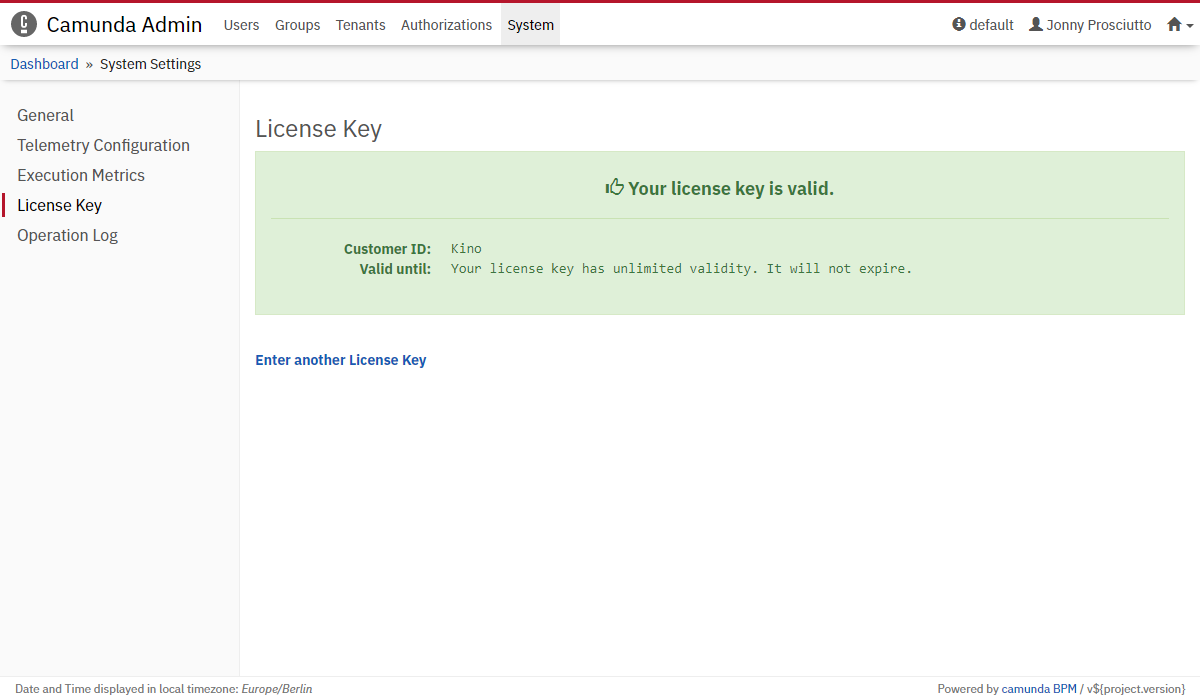 Camunda Admin Users Groups Tenants Authorizations System default Jonny Prosciutto
Dashboard » System Settings
General
Telemetry Configuration
Execution Metrics
License Key
Operation Log
License Key
Your license key is valid.
Customer ID: Kino
Valid until: Your license key has unlimited validity. It will not expire.
Enter another License Key
Date and Time displayed in local timezone: Europe/Berlin
Powered by camunda BPM / v${project.version}